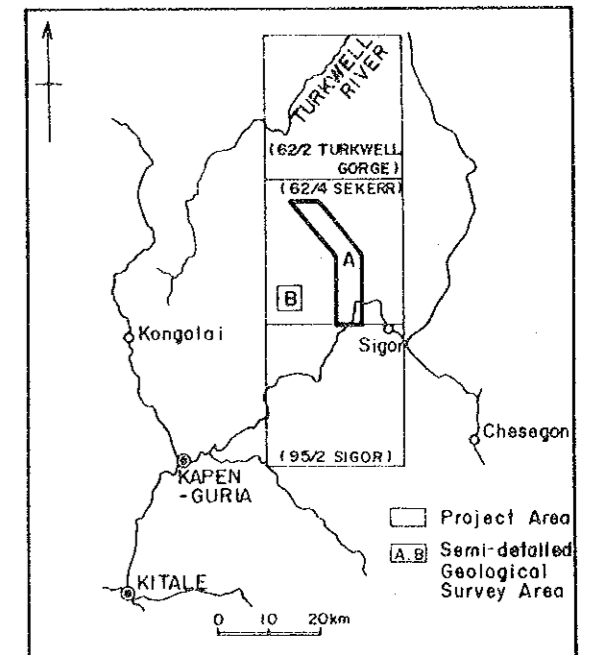 TURKWELL
RIVER
(62/2 TURKWELL
GORGE)
(62/4 SEKERR)
A
B
Kongolai
Sigor
Chesegon
(95/2 SIGOR)
KAPEN
-GURIA
Project Area
A.B Semi-detailed
Geological
Survey Area
KITALE
0 10 20km